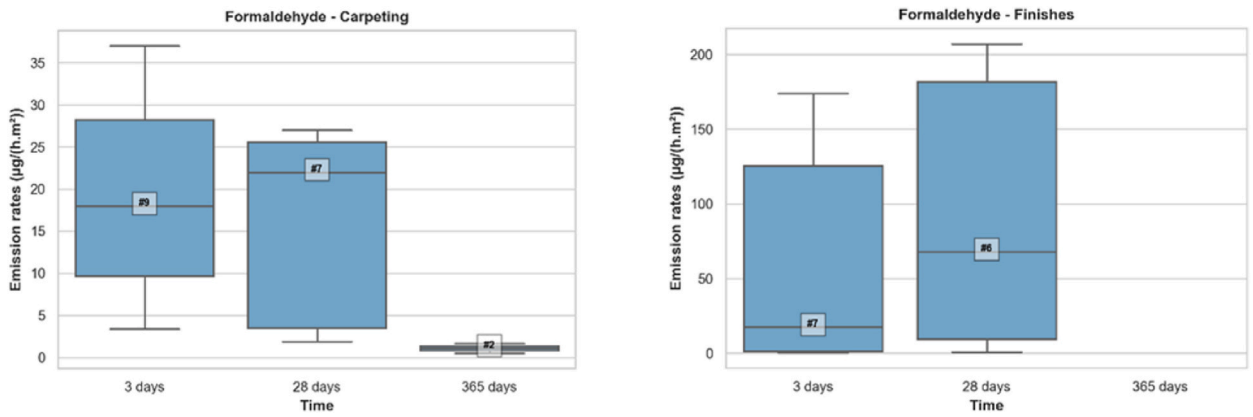 Formaldehyde - Carpeting
Emission rates (µg/(h.m²))
35
30
25
20
15
10
5
0
#9
#7
#2
3 days
28 days
365 days
Time
Formaldehyde - Finishes
Emission rates (µg/(h.m²))
200
150
100
50
0
#7
#6
3 days
28 days
365 days
Time